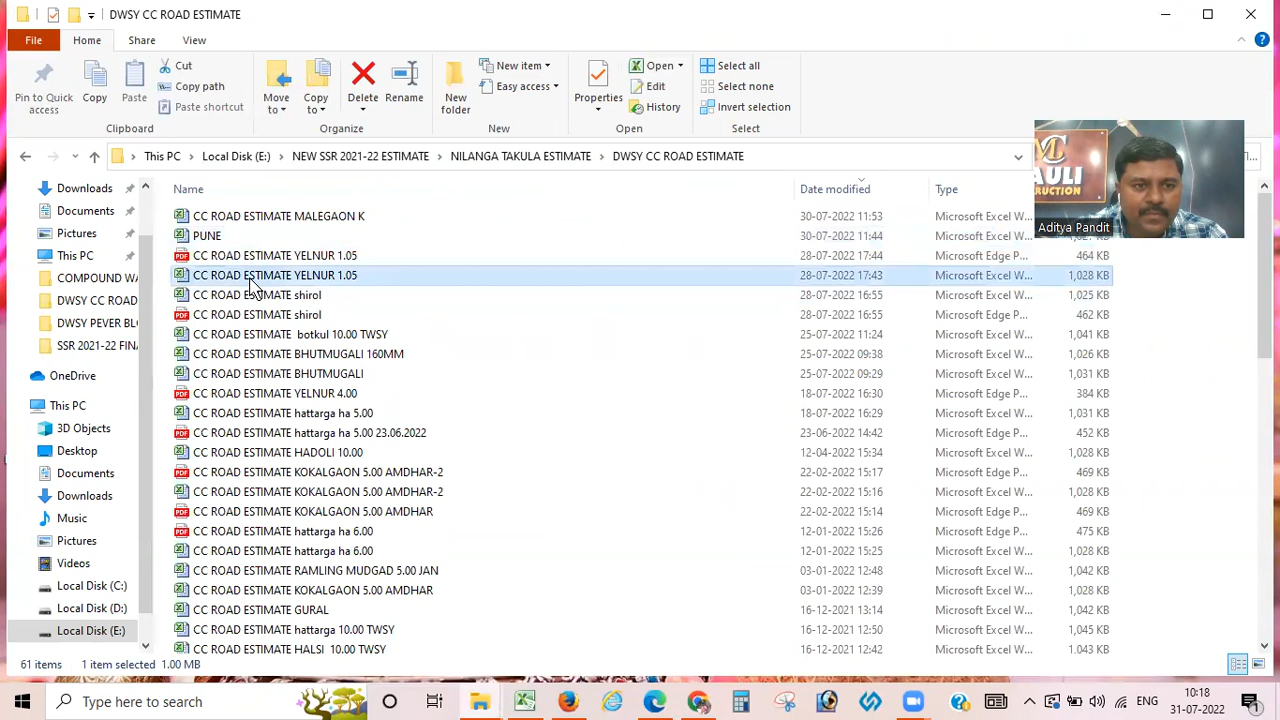 DWSY CC ROAD ESTIMATE
File Home Share View
Pin to Quick access
Copy
Paste
Cut
Copy path
Paste shortcut
Clipboard
Move to
Copy to
Delete
Rename
Organize
New folder
New item
Easy access
New
Properties
Open
Edit
History
Open
Select all
Select none
Invert selection
Select
This PC > Local Disk (E:) > NEW SSR 2021-22 ESTIMATE > NILANGA TAKULA ESTIMATE > DWSY CC ROAD ESTIMATE
MC
AULI
RUCTION
Aditya Pandit
Downloads
Documents
Pictures
This PC
COMPOUND WA
DWSY CC ROAD
DWSY PEVER BL
SSR 2021-22 FINA
OneDrive
This PC
3D Objects
Desktop
Documents
Downloads
Music
Pictures
Videos
Local Disk (C:)
Local Disk (D:)
Local Disk (E:)
Name Date modified Type
CC ROAD ESTIMATE MALEGAON K 30-07-2022 11:53 Microsoft Excel W...
PUNE 30-07-2022 11:44 Microsoft Excel W...
CC ROAD ESTIMATE YELNUR 1.05 28-07-2022 17:44 Microsoft Edge P... 464 KB
CC ROAD ESTIMATE YELNUR 1.05 28-07-2022 17:43 Microsoft Excel W... 1,028 KB
CC ROAD ESTIMATE shirol 28-07-2022 16:55 Microsoft Excel W... 1,025 KB
CC ROAD ESTIMATE shirol 28-07-2022 16:55 Microsoft Edge P... 462 KB
CC ROAD ESTIMATE botkul 10.00 TWSY 25-07-2022 11:24 Microsoft Excel W... 1,041 KB
CC ROAD ESTIMATE BHUTMUGALI 160MM 25-07-2022 09:38 Microsoft Excel W... 1,026 KB
CC ROAD ESTIMATE BHUTMUGALI 25-07-2022 09:29 Microsoft Excel W... 1,031 KB
CC ROAD ESTIMATE YELNUR 4.00 18-07-2022 16:30 Microsoft Edge P... 384 KB
CC ROAD ESTIMATE hattarga ha 5.00 18-07-2022 16:29 Microsoft Excel W... 1,031 KB
CC ROAD ESTIMATE hattarga ha 5.00 23.06.2022 23-06-2022 14:42 Microsoft Edge P... 452 KB
CC ROAD ESTIMATE HADOLI 10.00 12-04-2022 15:34 Microsoft Excel W... 1,028 KB
CC ROAD ESTIMATE KOKALGAON 5.00 AMDHAR-2 22-02-2022 15:17 Microsoft Edge P... 469 KB
CC ROAD ESTIMATE KOKALGAON 5.00 AMDHAR-2 22-02-2022 15:16 Microsoft Excel W... 1,028 KB
CC ROAD ESTIMATE KOKALGAON 5.00 AMDHAR 22-02-2022 15:14 Microsoft Edge P... 469 KB
CC ROAD ESTIMATE hattarga ha 6.00 12-01-2022 15:26 Microsoft Edge P... 475 KB
CC ROAD ESTIMATE hattarga ha 6.00 12-01-2022 15:25 Microsoft Excel W... 1,028 KB
CC ROAD ESTIMATE RAMLING MUDGAD 5.00 JAN 03-01-2022 12:48 Microsoft Excel W... 1,042 KB
CC ROAD ESTIMATE KOKALGAON 5.00 AMDHAR 03-01-2022 12:39 Microsoft Excel W... 1,028 KB
CC ROAD ESTIMATE GURAL 16-12-2021 13:14 Microsoft Excel W... 1,042 KB
CC ROAD ESTIMATE hattarga 10.00 TWSY 16-12-2021 12:50 Microsoft Excel W... 1,045 KB
CC ROAD ESTIMATE HALSI 10.00 TWSY 16-12-2021 12:42 Microsoft Excel W... 1,043 KB
61 items 1 item selected 1.00 MB
Type here to search
ENG
10:18
31-07-2022
1